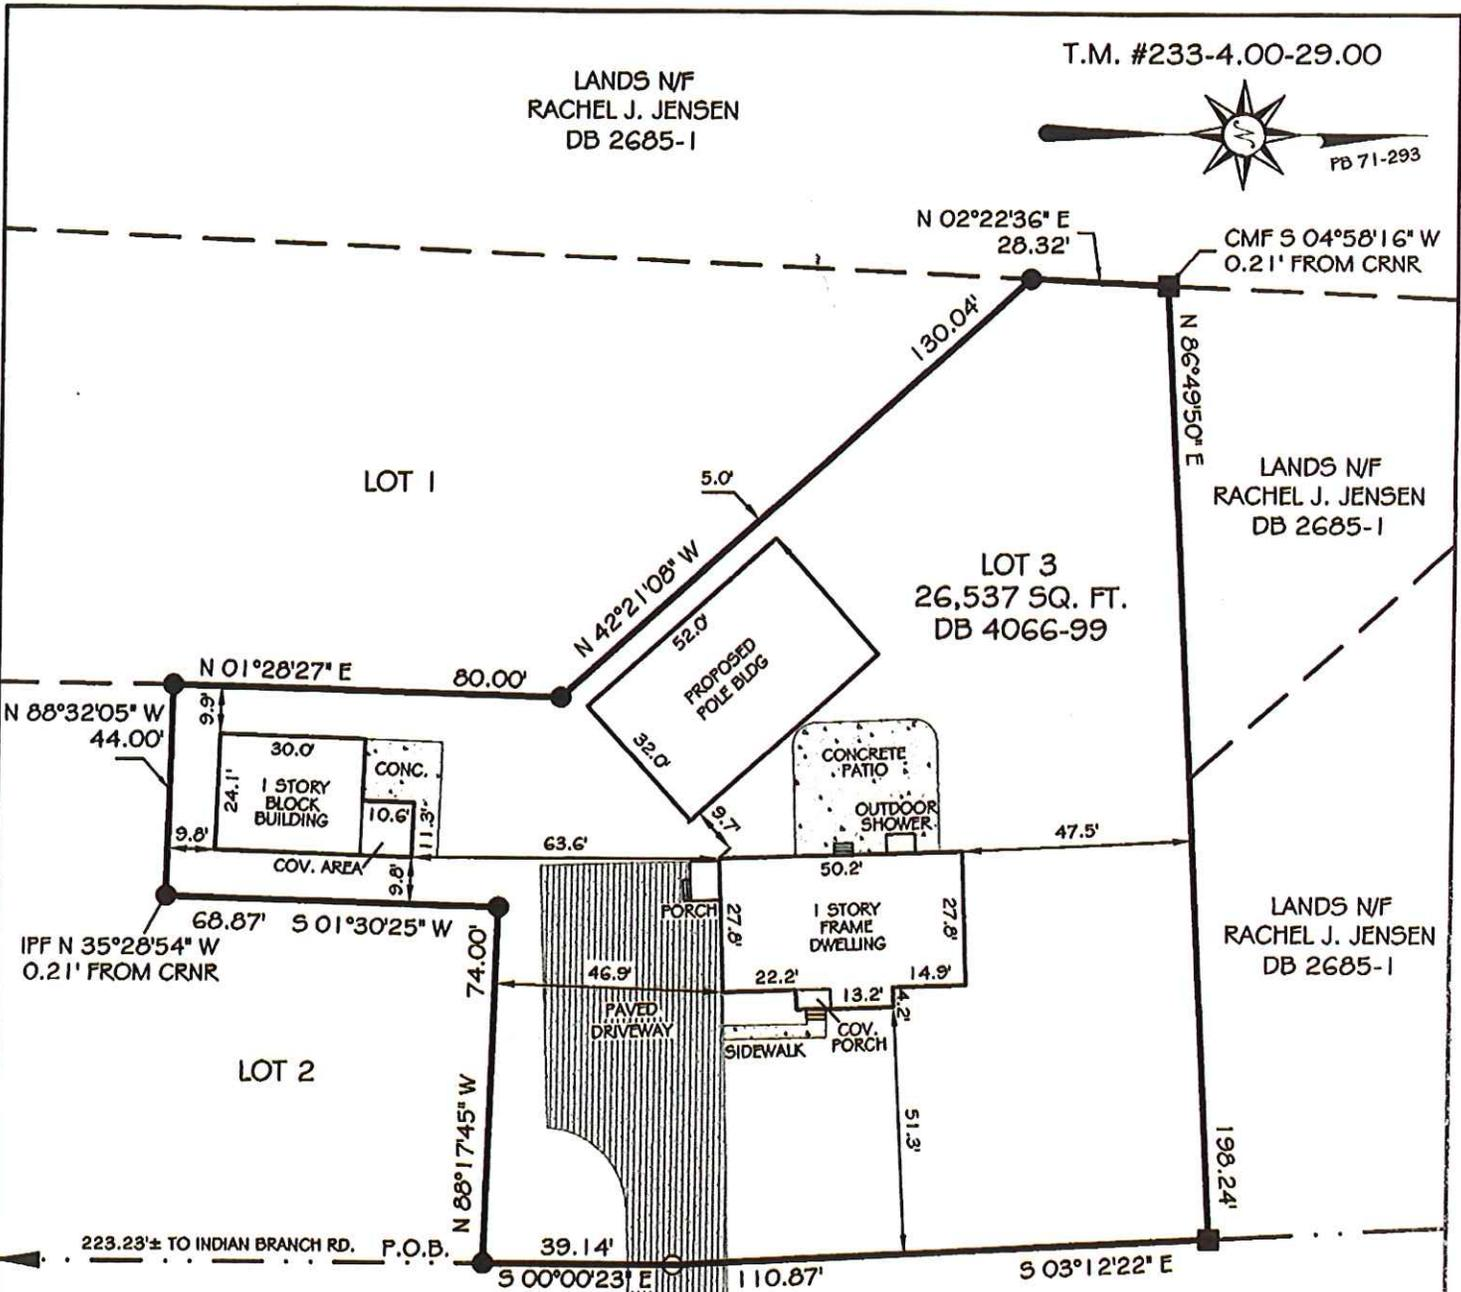 T.M. #233-4.00-29.00
LANDS N/F
RACHEL J. JENSEN
DB 2685-1
N
PB 71-293
N 02°22'36" E
28.32'
CMF S 04°58'16" W
0.21' FROM CRNR
130.04'
N 86°49'50" E
LOT 1
5.0'
LANDS N/F
RACHEL J. JENSEN
DB 2685-1
LOT 3
26,537 SQ. FT.
DB 4066-99
N 42°21'08" W
52.0'
PROPOSED
POLE BLDG
32.0'
N 01°28'27" E
80.00'
N 88°32'05" W
44.00'
9.9'
30.0'
CONC.
24.1'
1 STORY
BLOCK
BUILDING
10.6'
11.3'
9.8'
COV. AREA
9.8'
63.6'
9.7'
CONCRETE
PATIO
OUTDOOR
SHOWER
47.5'
50.2'
PORCH
27.8'
1 STORY
FRAME
DWELLING
27.8'
LANDS N/F
RACHEL J. JENSEN
DB 2685-1
68.87'
S 01°30'25" W
IPF N 35°28'54" W
0.21' FROM CRNR
74.00'
46.9'
22.2'
13.2'
14.9'
4.2'
PAVED
DRIVEWAY
SIDEWALK
COV.
PORCH
LOT 2
N 88°17'45" W
51.3'
198.24'
223.23'± TO INDIAN BRANCH RD.
P.O.B.
39.14'
S 00°00'23" E
110.87'
S 03°12'22" E